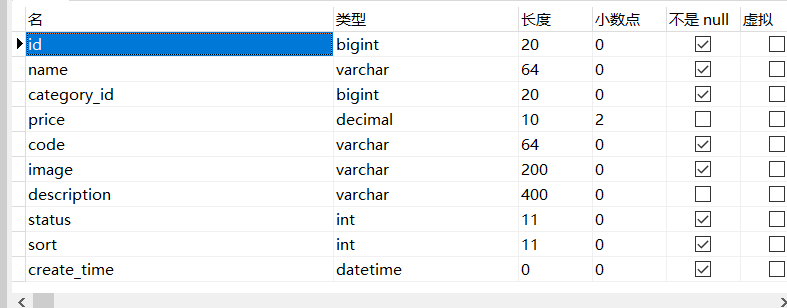 名 类型 长度 小数点 不是 null 虚拟
id bigint 20 0
name varchar 64 0
category_id bigint 20 0
price decimal 10 2
code varchar 64 0
image varchar 200 0
description varchar 400 0
status int 11 0
sort int 11 0
create_time datetime 0 0